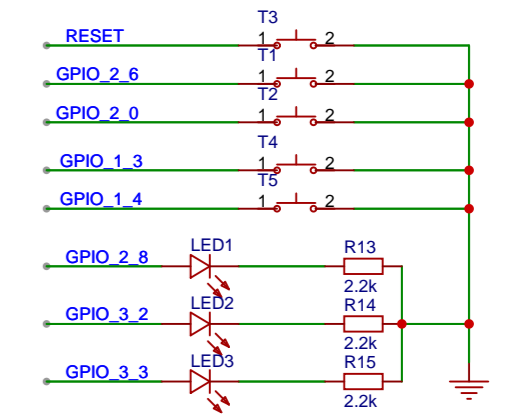 T3
RESET 1 2
T1
GPIO_2_6 1 2
T2
GPIO_2_0 1 2
T4
GPIO_1_3 1 2
T5
GPIO_1_4 1 2
LED1 R13
GPIO_2_8
2.2k
LED2 R14
GPIO_3_2
2.2k
LED3 R15
GPIO_3_3
2.2k